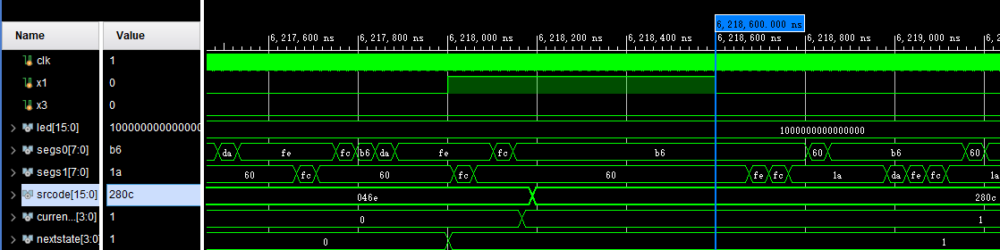 6,218,600.000 ns
Name Value
6,217,600 ns 6,217,800 ns 6,218,000 ns 6,218,200 ns 6,218,400 ns 6,218,600 ns 6,218,800 ns 6,219,000 ns 6,2
clk 1
x1 0
x3 0
led[15:0] 1000000000000000 1000000000000000
segs0[7:0] b6 da fe fc b6 da fe fc b6 60 b6 60
segs1[7:0] 1a 60 fc 60 fc 60 fe fc 1a da fe fc 1a
srcode[15:0] 280c 046e 280c
curren...[3:0] 1 0 1
nextstate[3:0] 1 0 1